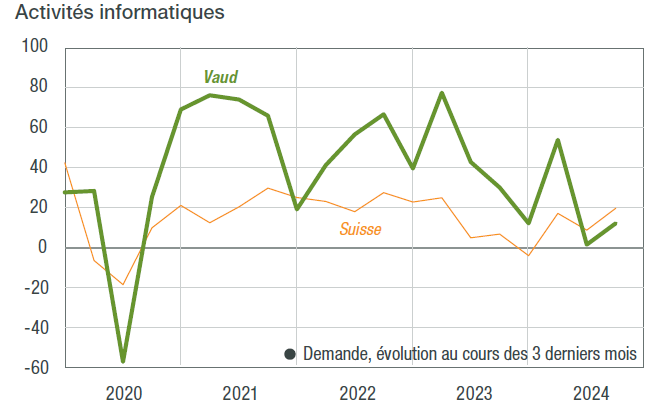 Activités informatiques
100
80
60
40
20
0
-20
-40
-60
Vaud
Suisse
Demande, évolution au cours des 3 derniers mois
2020 2021 2022 2023 2024